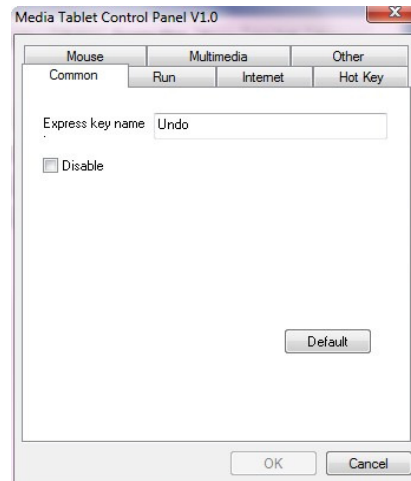 Media Tablet Control Panel V1.0
Mouse Multimedia Other
Common Run Internet Hot Key
Express key name Undo
:
Disable
Default
OK Cancel